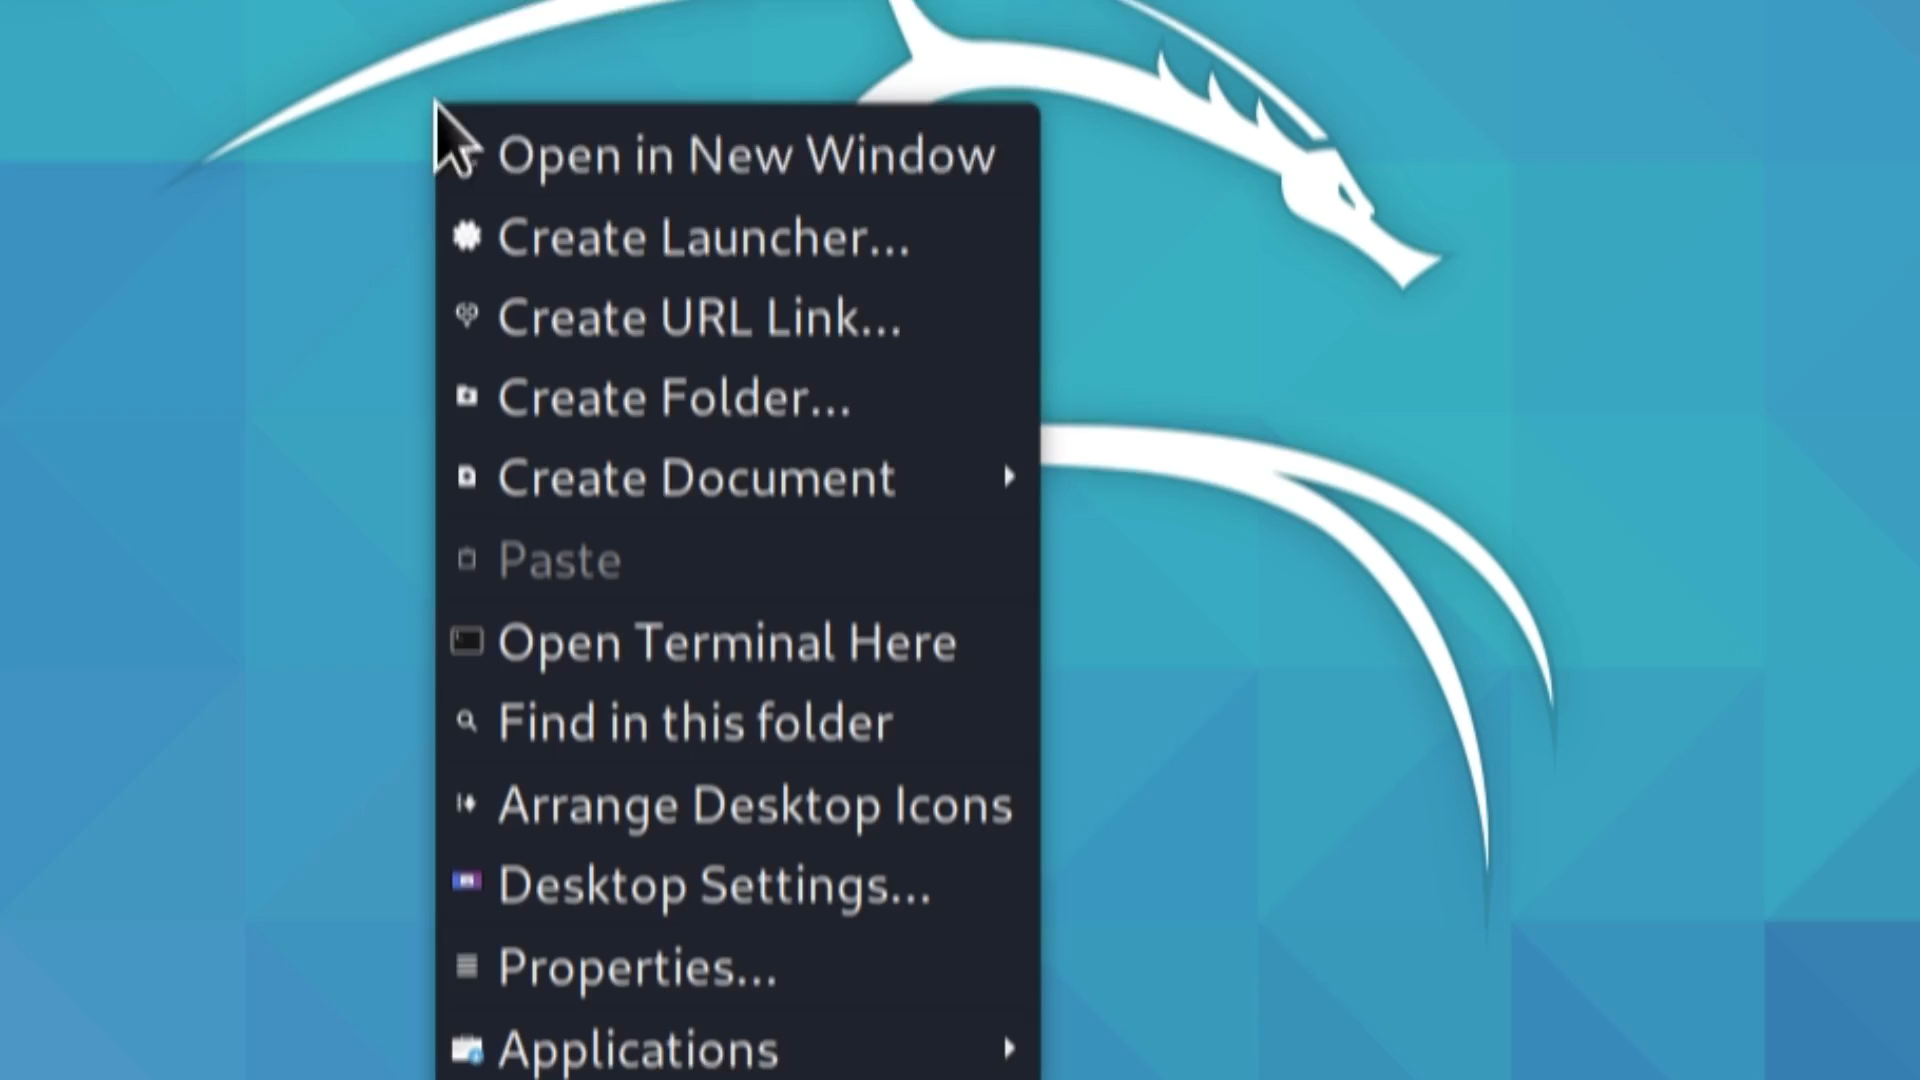 Open in New Window
Create Launcher...
Create URL Link...
Create Folder...
Create Document
Paste
Open Terminal Here
Find in this folder
Arrange Desktop Icons
Desktop Settings...
Properties...
Applications